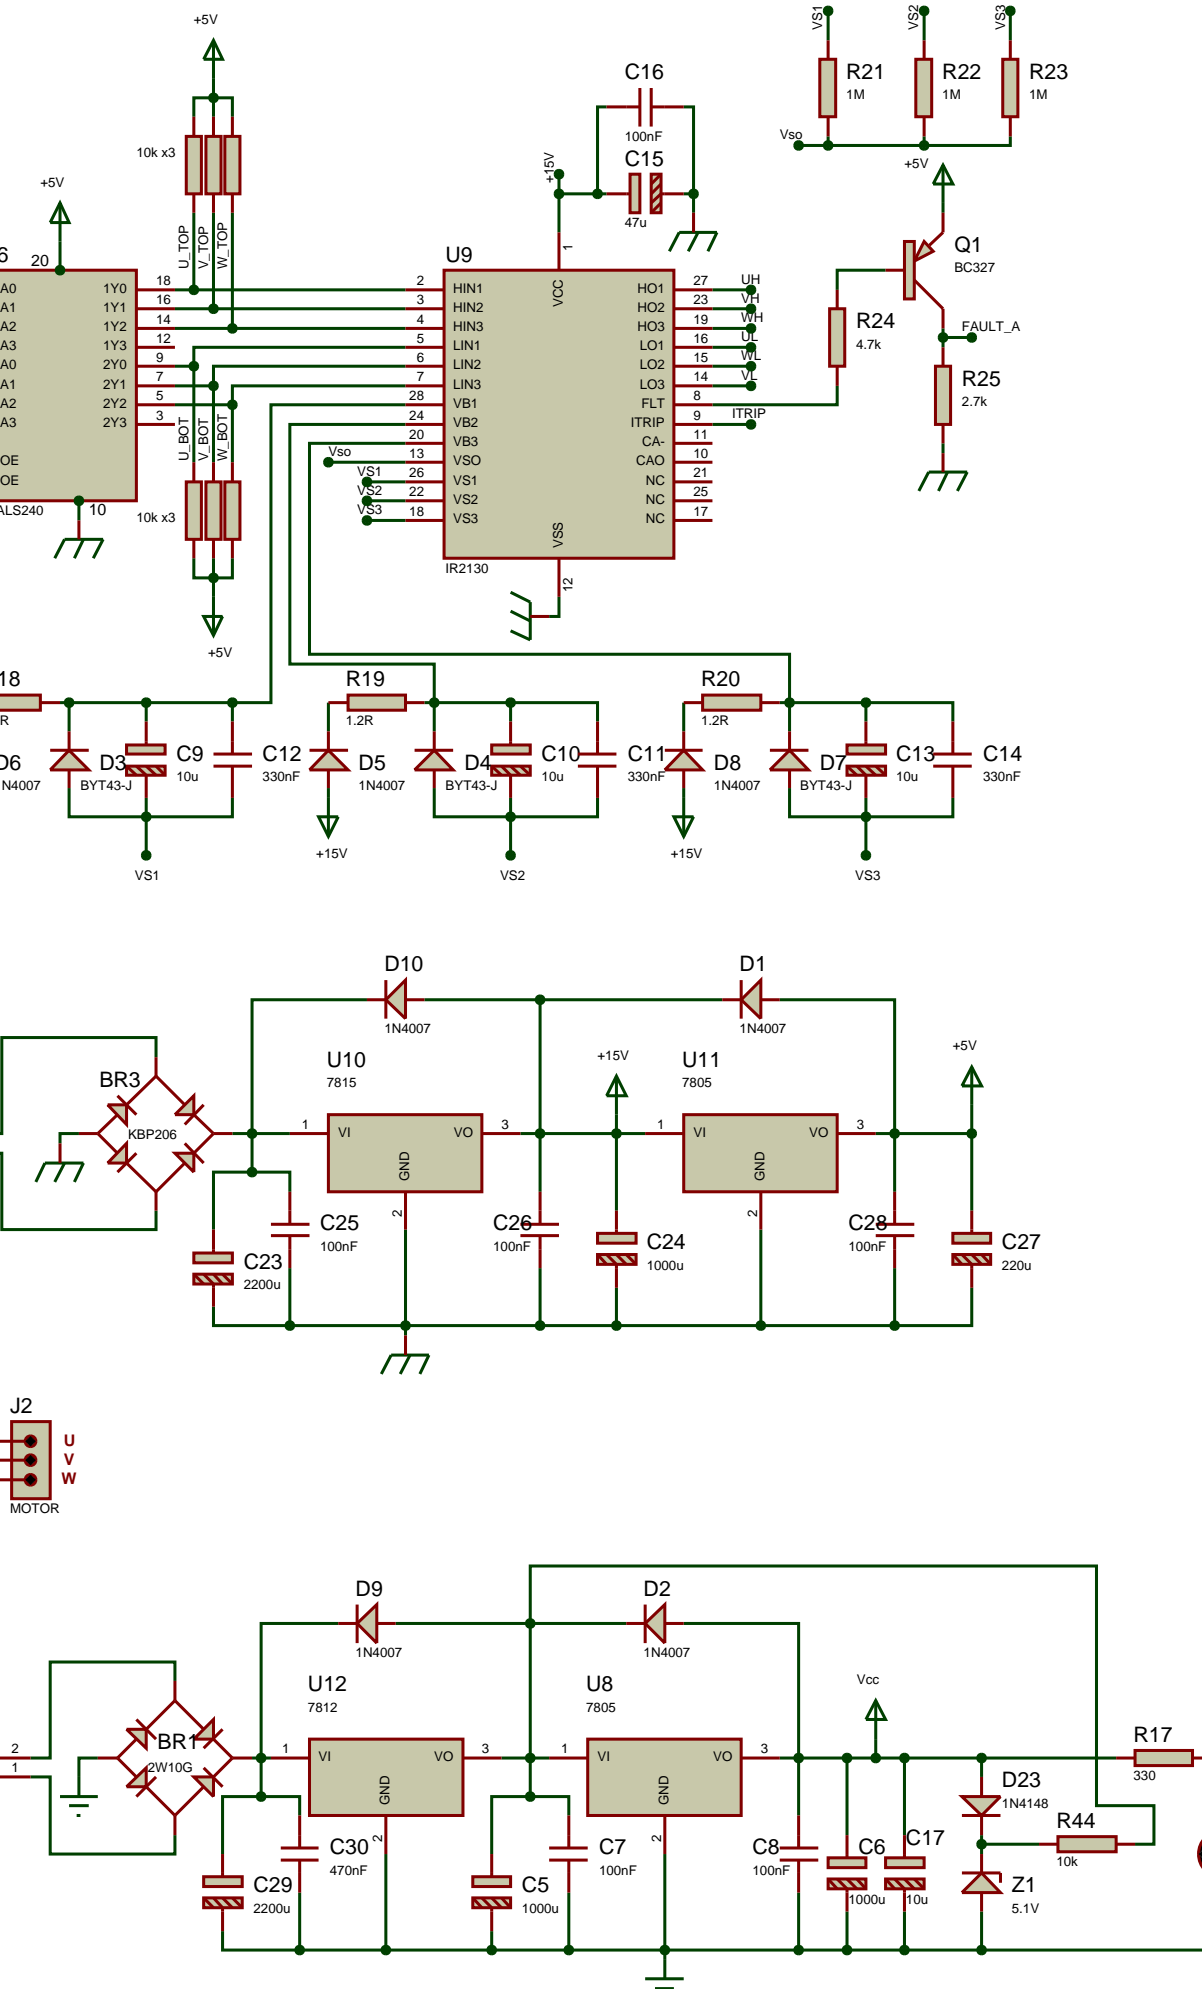 +5V
VS1
VS2
VS3
C16
100nF
R21
1M
R22
1M
R23
1M
10k x3
Vso
+5V
+15V
C15
47u
+5V
U_TOP
V_TOP
W_TOP
6
20
U9
1
Q1
BC327
A0
A1
A2
A3
A0
A1
A2
A3
OE
OE
1Y0
1Y1
1Y2
1Y3
2Y0
2Y1
2Y2
2Y3
18
16
14
12
9
7
5
3
ALS240
10
U_BOT
V_BOT
W_BOT
10k x3
+5V
2
3
4
5
6
7
28
24
20
13
26
22
18
Vso
VS1
VS2
VS3
HIN1
HIN2
HIN3
LIN1
LIN2
LIN3
VB1
VB2
VB3
VSO
VS1
VS2
VS3
VCC
VSS
HO1
HO2
HO3
LO1
LO2
LO3
FLT
ITRIP
CA-
CAO
NC
NC
NC
27
23
19
16
15
14
8
9
11
10
21
25
17
UH
VH
WH
UL
WL
VL
ITRIP
IR2130
12
R24
4.7k
FAULT_A
R25
2.7k
18
R
R19
1.2R
R20
1.2R
D6
1N4007
D3
BYT43-J
C9
10u
C12
330nF
D5
1N4007
D4
BYT43-J
C10
10u
C11
330nF
D8
1N4007
D7
BYT43-J
C13
10u
C14
330nF
+15V
+15V
VS1
VS2
VS3
D10
1N4007
D1
1N4007
BR3
KBP206
U10
7815
+15V
U11
7805
+5V
1
VI
VO
3
GND
2
1
VI
VO
3
GND
2
C23
2200u
C25
100nF
C26
100nF
C24
1000u
C28
100nF
C27
220u
J2
U
V
W
MOTOR
D9
1N4007
D2
1N4007
U12
7812
U8
7805
Vcc
2
1
BR1
2W10G
1
VI
VO
3
GND
2
1
VI
VO
3
GND
2
R17
330
D23
1N4148
R44
10k
C29
2200u
C30
470nF
C5
1000u
C7
100nF
C8
100nF
C6
1000u
C17
10u
Z1
5.1V